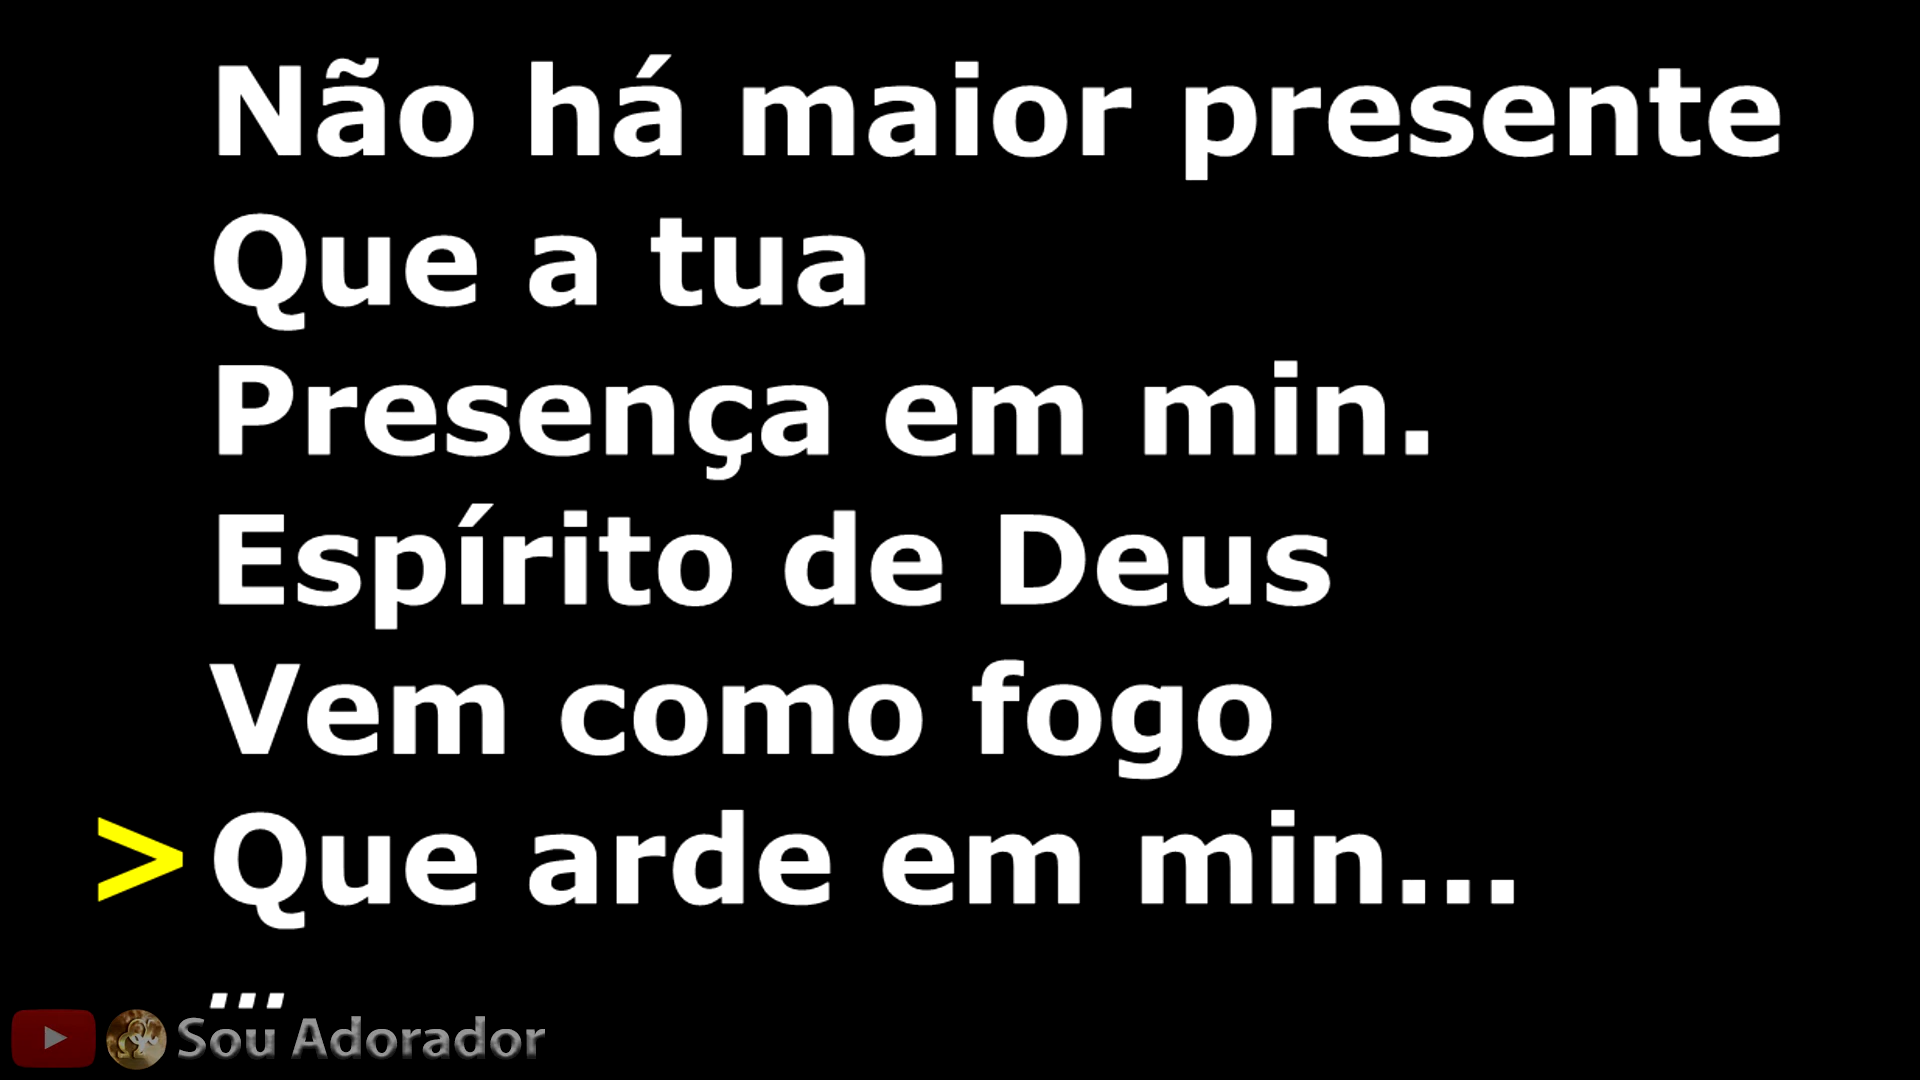 Não há maior presente
Que a tua
Presença em min.
Espírito de Deus
Vem como fogo
> Que arde em min...
...
Sou Adorador